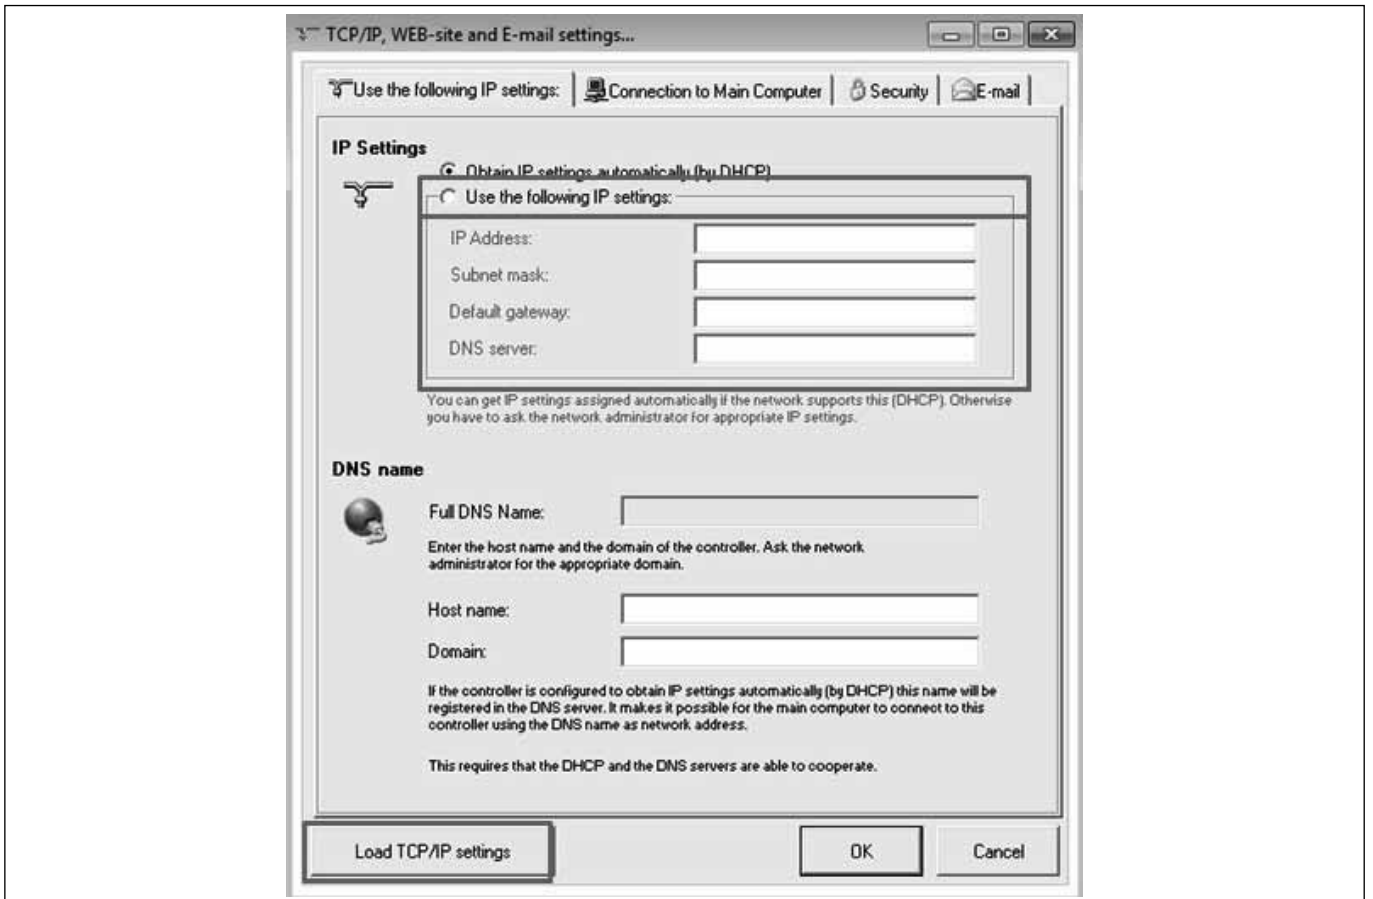 TCP/IP, WEB-site and E-mail settings...
Use the following IP settings: Connection to Main Computer Security E-mail
IP Settings
Obtain IP settings automatically (by DHCP)
Use the following IP settings:
IP Address:
Subnet mask:
Default gateway:
DNS server:
You can get IP settings assigned automatically if the network supports this (DHCP). Otherwise
you have to ask the network administrator for appropriate IP settings.
DNS name
Full DNS Name:
Enter the host name and the domain of the controller. Ask the network
administrator for the appropriate domain.
Host name:
Domain:
If the controller is configured to obtain IP settings automatically (by DHCP) this name will be
registered in the DNS server. It makes it possible for the main computer to connect to this
controller using the DNS name as network address.
This requires that the DHCP and the DNS servers are able to cooperate.
Load TCP/IP settings OK Cancel